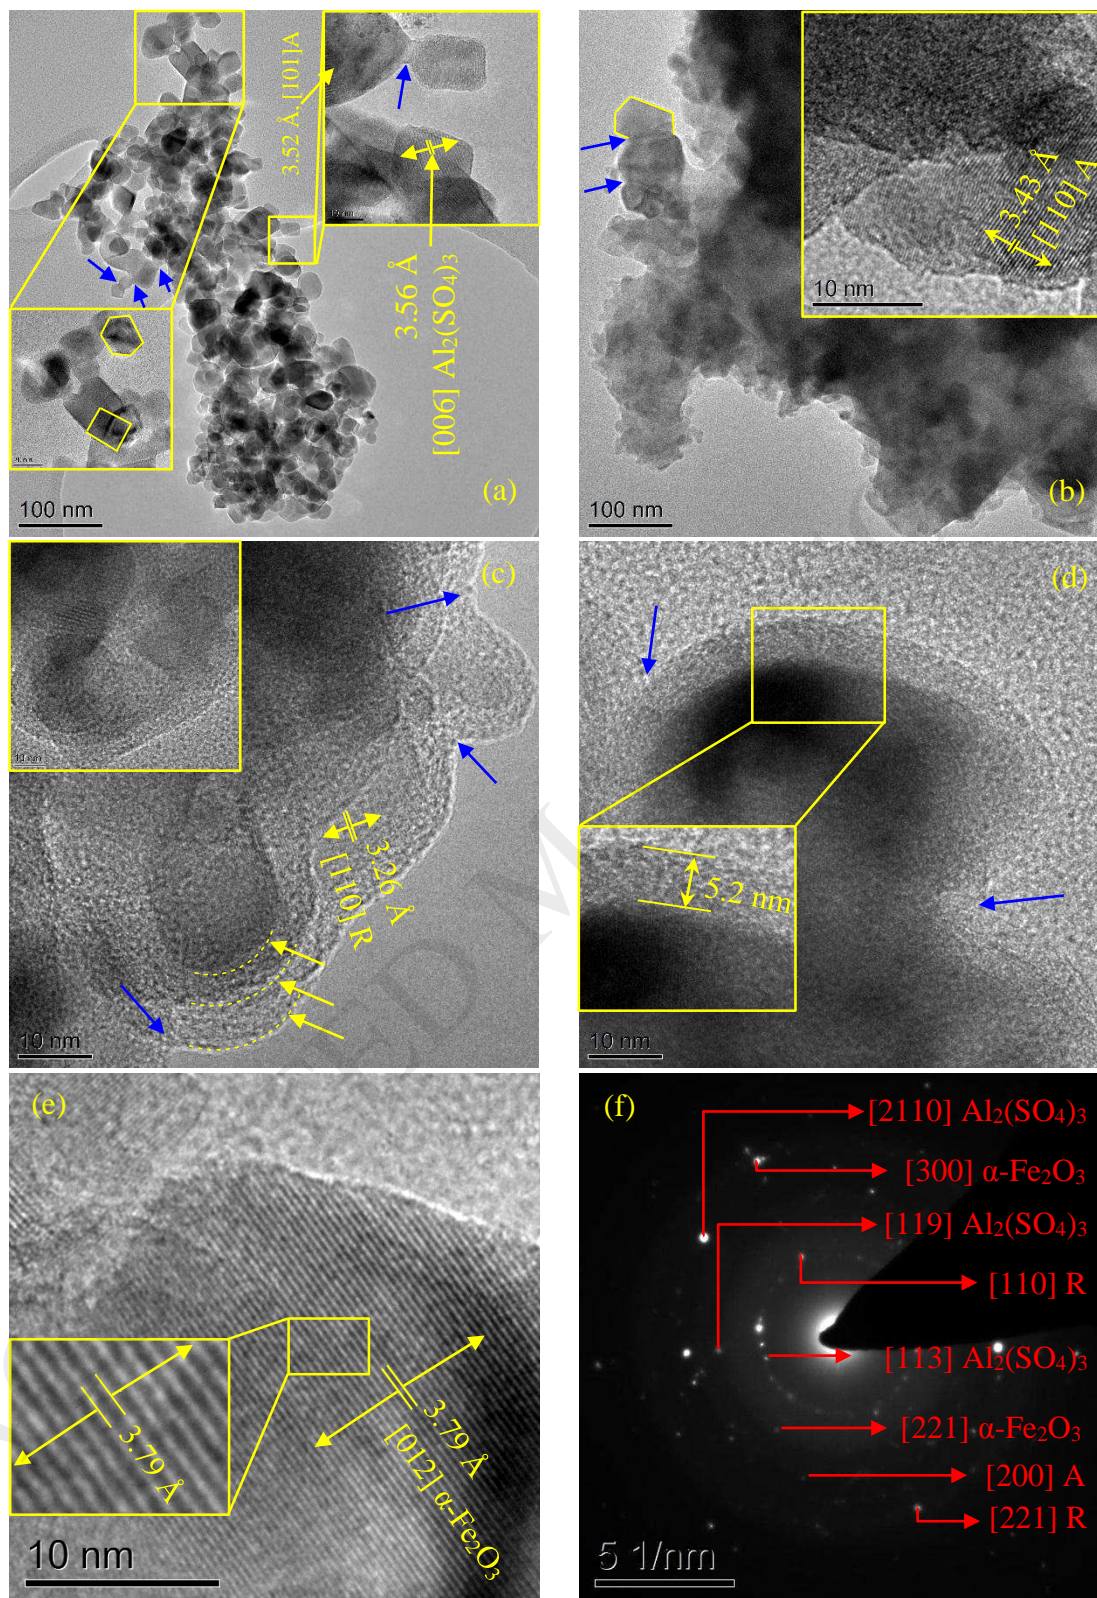 3.52 Å, [101]A
3.56 Å
[006] Al₂(SO₄)₃
100 nm
(a)
3.43 Å
[110] A
10 nm
100 nm
(b)
(c)
3.26 Å
[110] R
10 nm
(d)
5.2 nm
10 nm
(e)
3.79 Å
3.79 Å
[012] α-Fe₂O₃
10 nm
(f)
[2110] Al₂(SO₄)₃
[300] α-Fe₂O₃
[119] Al₂(SO₄)₃
[110] R
[113] Al₂(SO₄)₃
[221] α-Fe₂O₃
[200] A
[221] R
5 1/nm